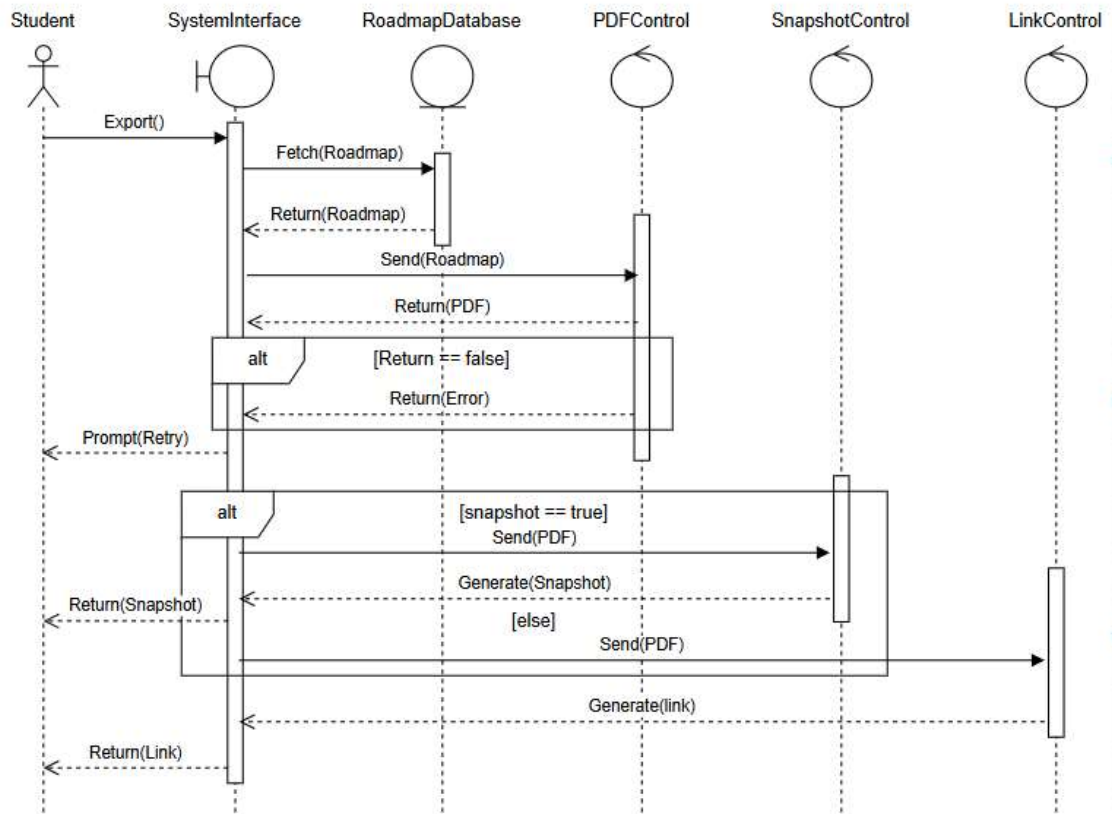 Student
SystemInterface
RoadmapDatabase
PDFControl
SnapshotControl
LinkControl
Export()
Fetch(Roadmap)
Return(Roadmap)
Send(Roadmap)
Return(PDF)
alt
[Return == false]
Return(Error)
Prompt(Retry)
alt
[snapshot == true]
Send(PDF)
Generate(Snapshot)
Return(Snapshot)
[else]
Send(PDF)
Generate(link)
Return(Link)